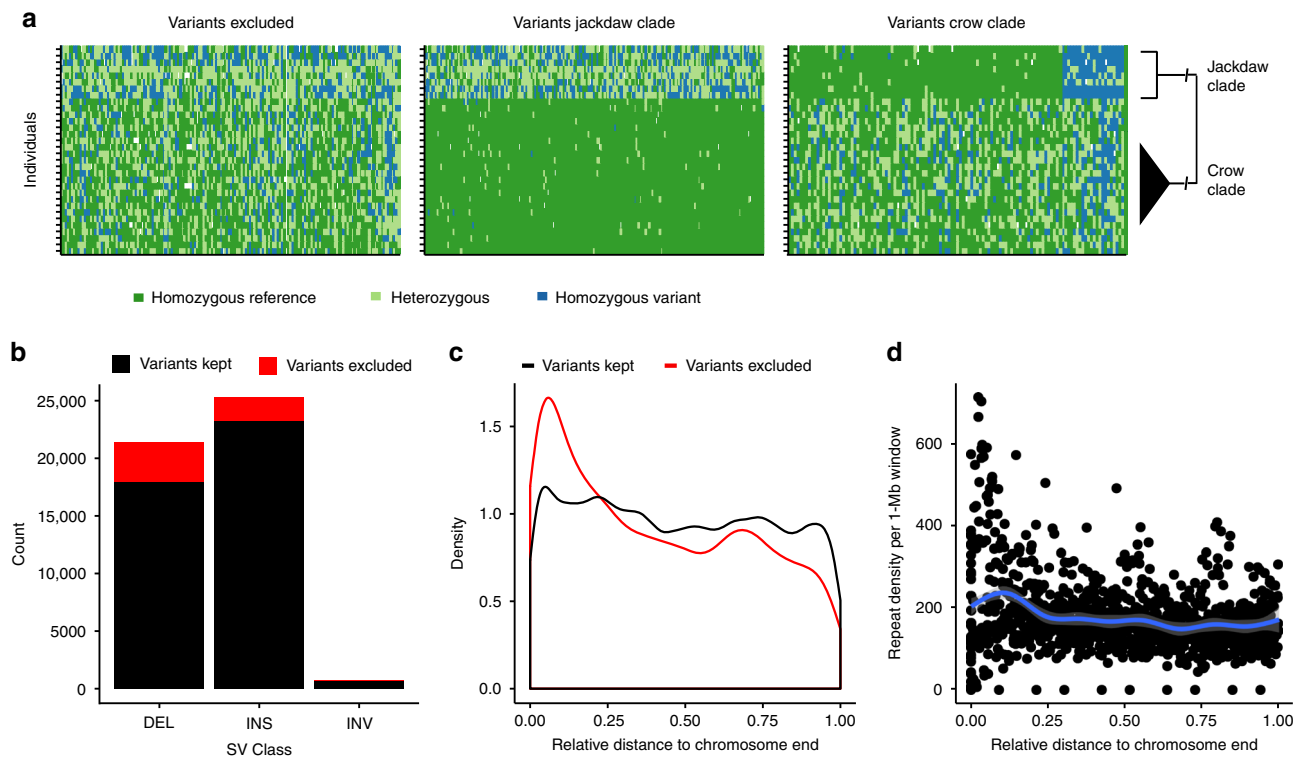 a
Variants excluded
Variants jackdaw clade
Variants crow clade
Individuals
Jackdaw
clade
Crow
clade
Homozygous reference
Heterozygous
Homozygous variant
b
Variants kept
Variants excluded
Count
25,000
20,000
15,000
10,000
5000
0
DEL
INS
INV
SV Class
c
Variants kept
Variants excluded
Density
1.5
1.0
0.5
0.0
0.00
0.25
0.50
0.75
1.00
Relative distance to chromosome end
d
Repeat density per 1-Mb window
600
400
200
0
0.00
0.25
0.50
0.75
1.00
Relative distance to chromosome end